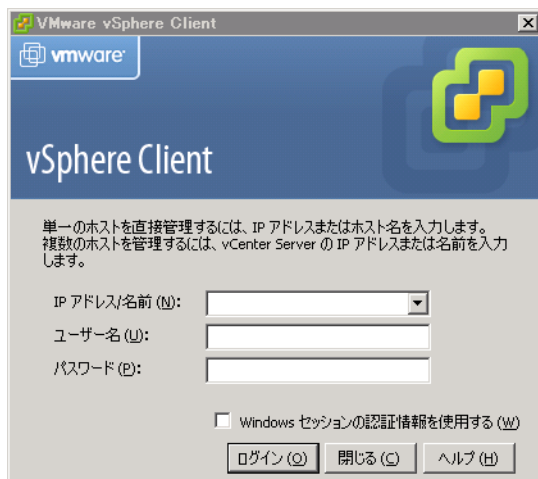 VMware vSphere Client
vmware
vSphere Client
単一のホストを直接管理するには、IP アドレスまたはホスト名を入力します。
複数のホストを管理するには、vCenter Server の IP アドレスまたは名前を入力
します。
IP アドレス/名前 (N):
ユーザー名 (U):
パスワード (P):
Windows セッションの認証情報を使用する (W)
ログイン (O) 閉じる (C) ヘルプ (H)